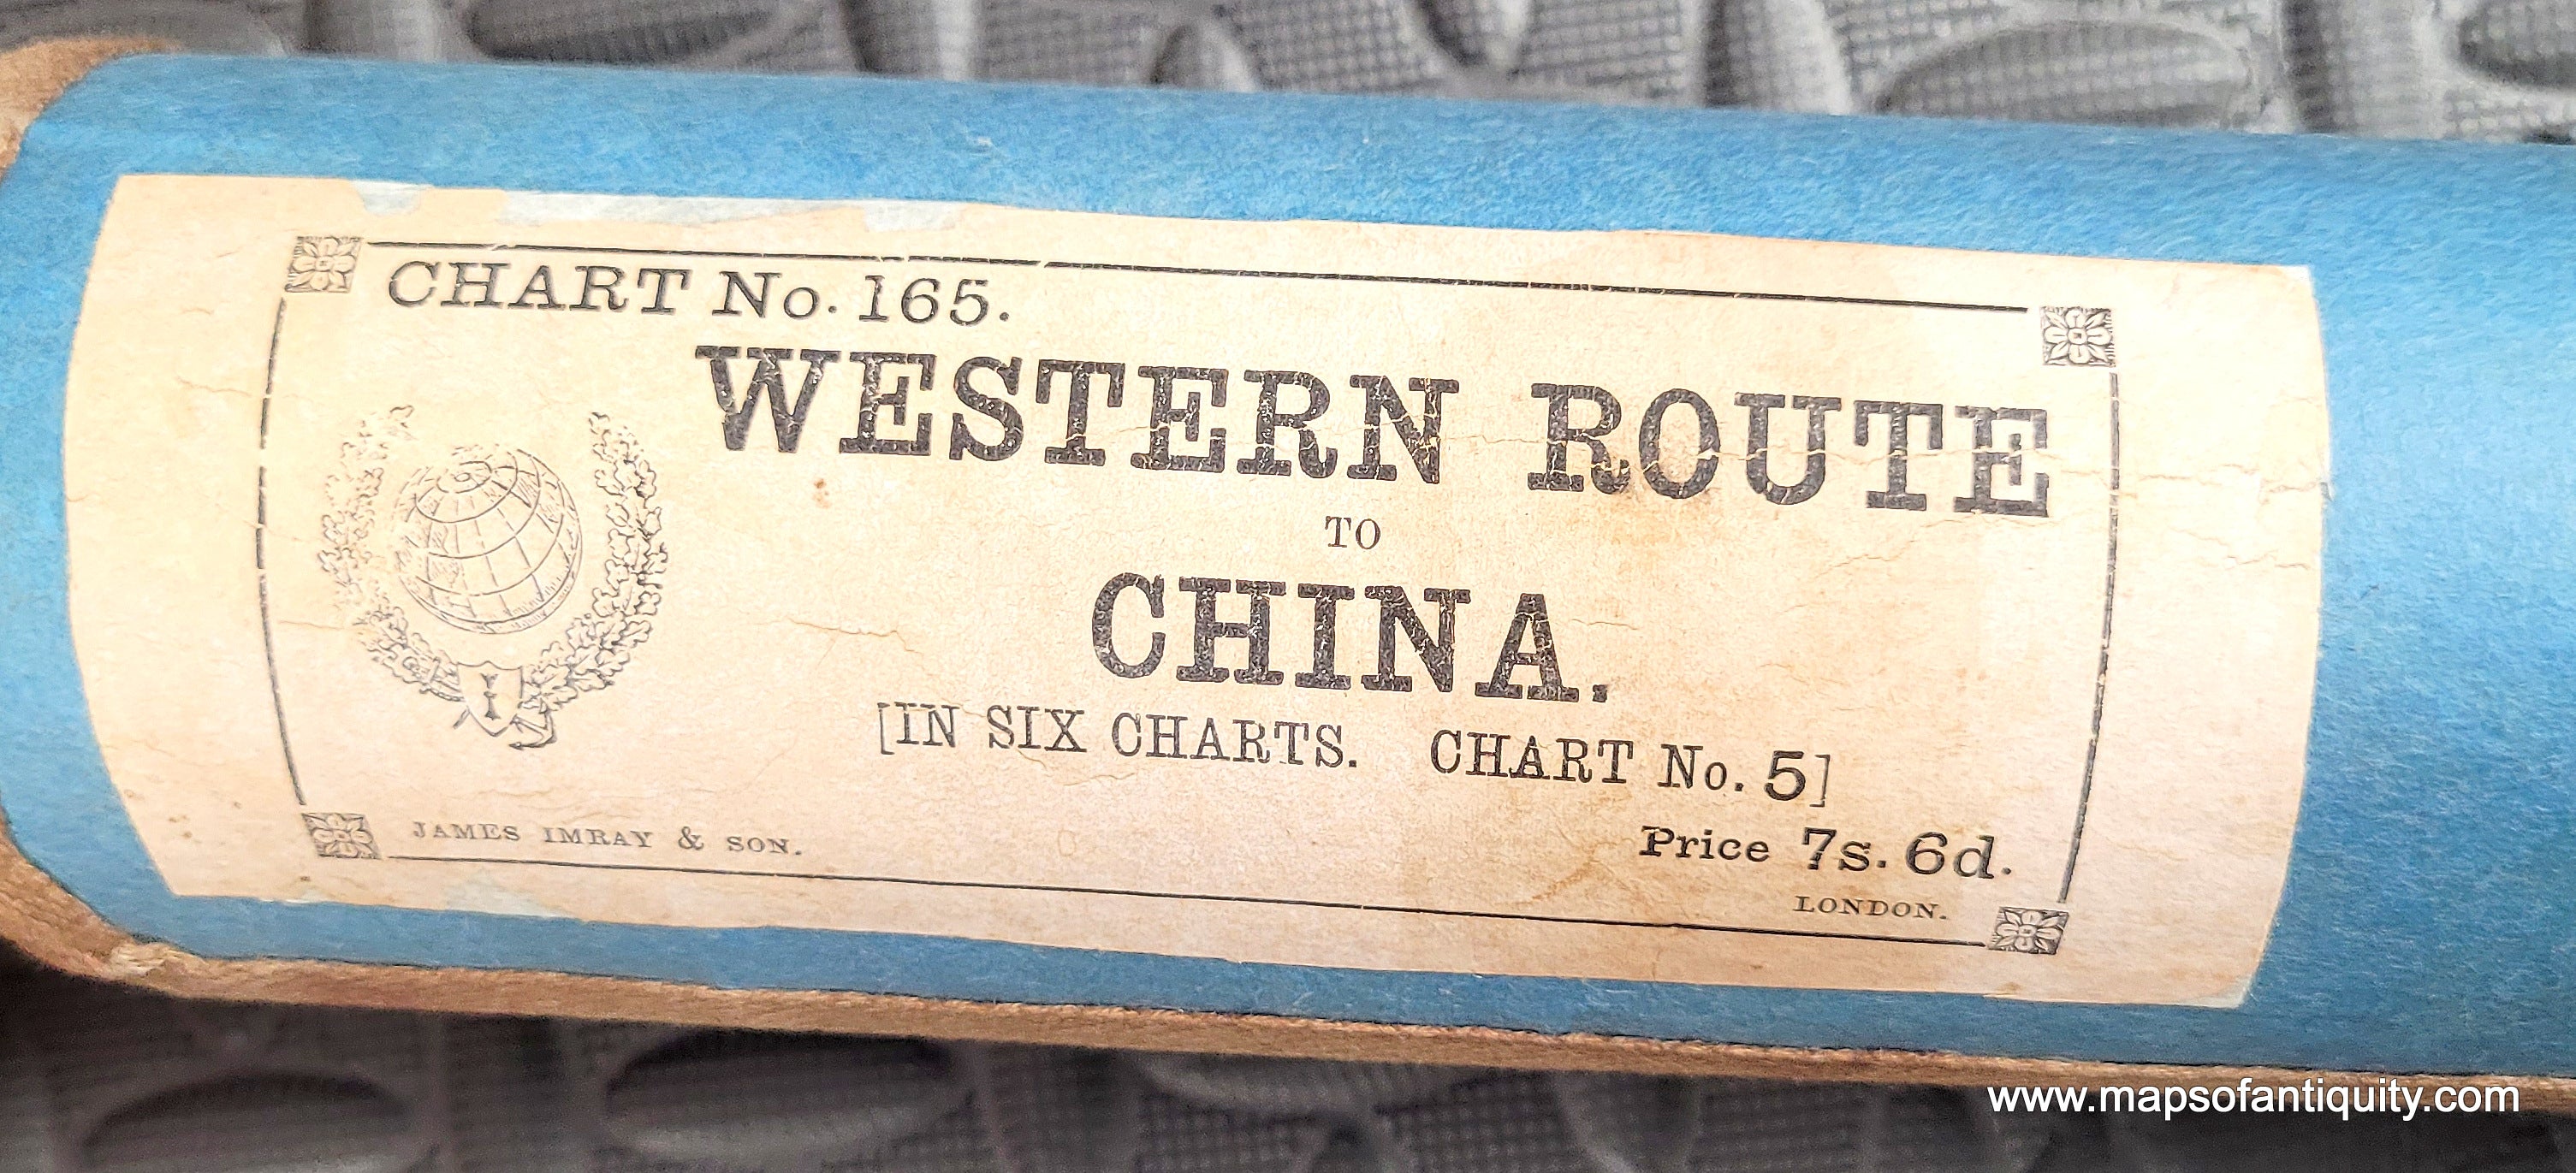 CHART No. 165.
WESTERN ROUTE
TO
CHINA.
[IN SIX CHARTS. CHART No. 5]
JAMES IMRAY & SON.
Price 7s. 6d.
LONDON.
www.mapsofantiquity.com